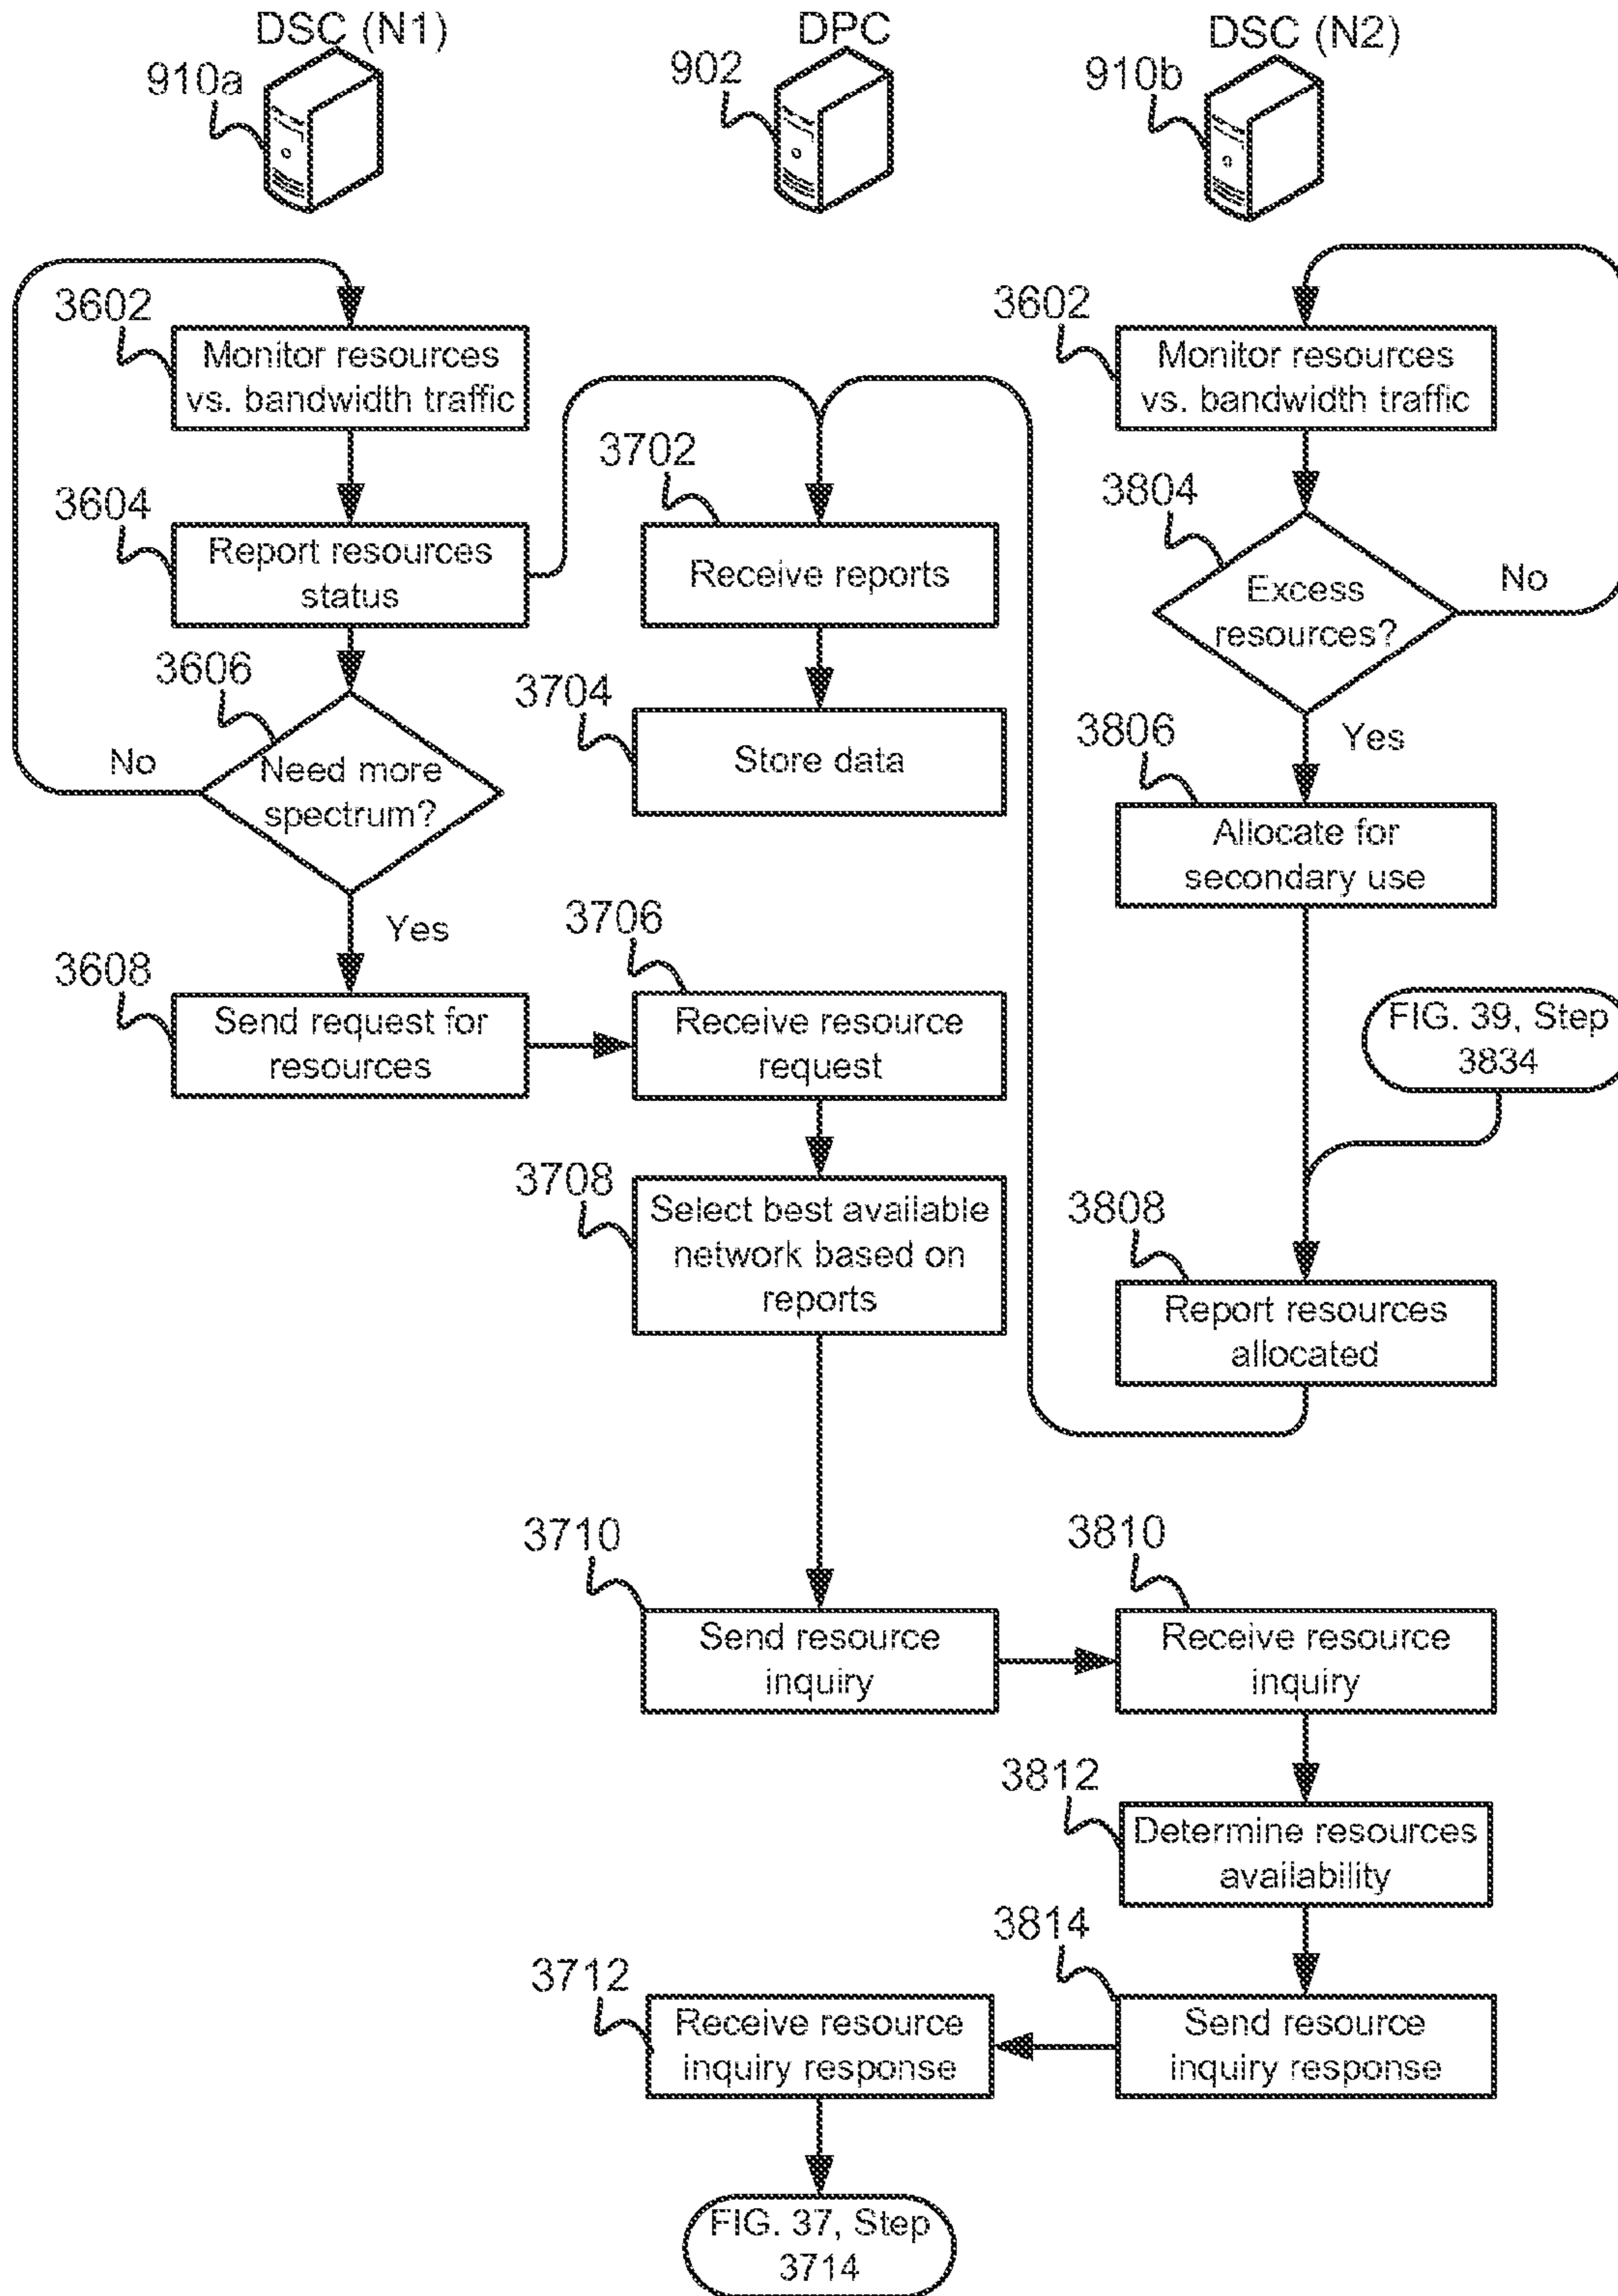 DSC (N1)
DPC
DSC (N2)
910a
902
910b
3602
Monitor resources
vs. bandwidth traffic
3602
Monitor resources
vs. bandwidth traffic
3604
Report resources
status
3702
Receive reports
3804
Excess
resources?
No
3606
Need more
spectrum?
No
Yes
3704
Store data
Yes
3806
Allocate for
secondary use
3608
Send request for
resources
3706
Receive resource
request
FIG. 39, Step
3834
3708
Select best available
network based on
reports
3808
Report resources
allocated
3710
Send resource
inquiry
3810
Receive resource
inquiry
3812
Determine resources
availability
3814
Send resource
inquiry response
3712
Receive resource
inquiry response
FIG. 37, Step
3714